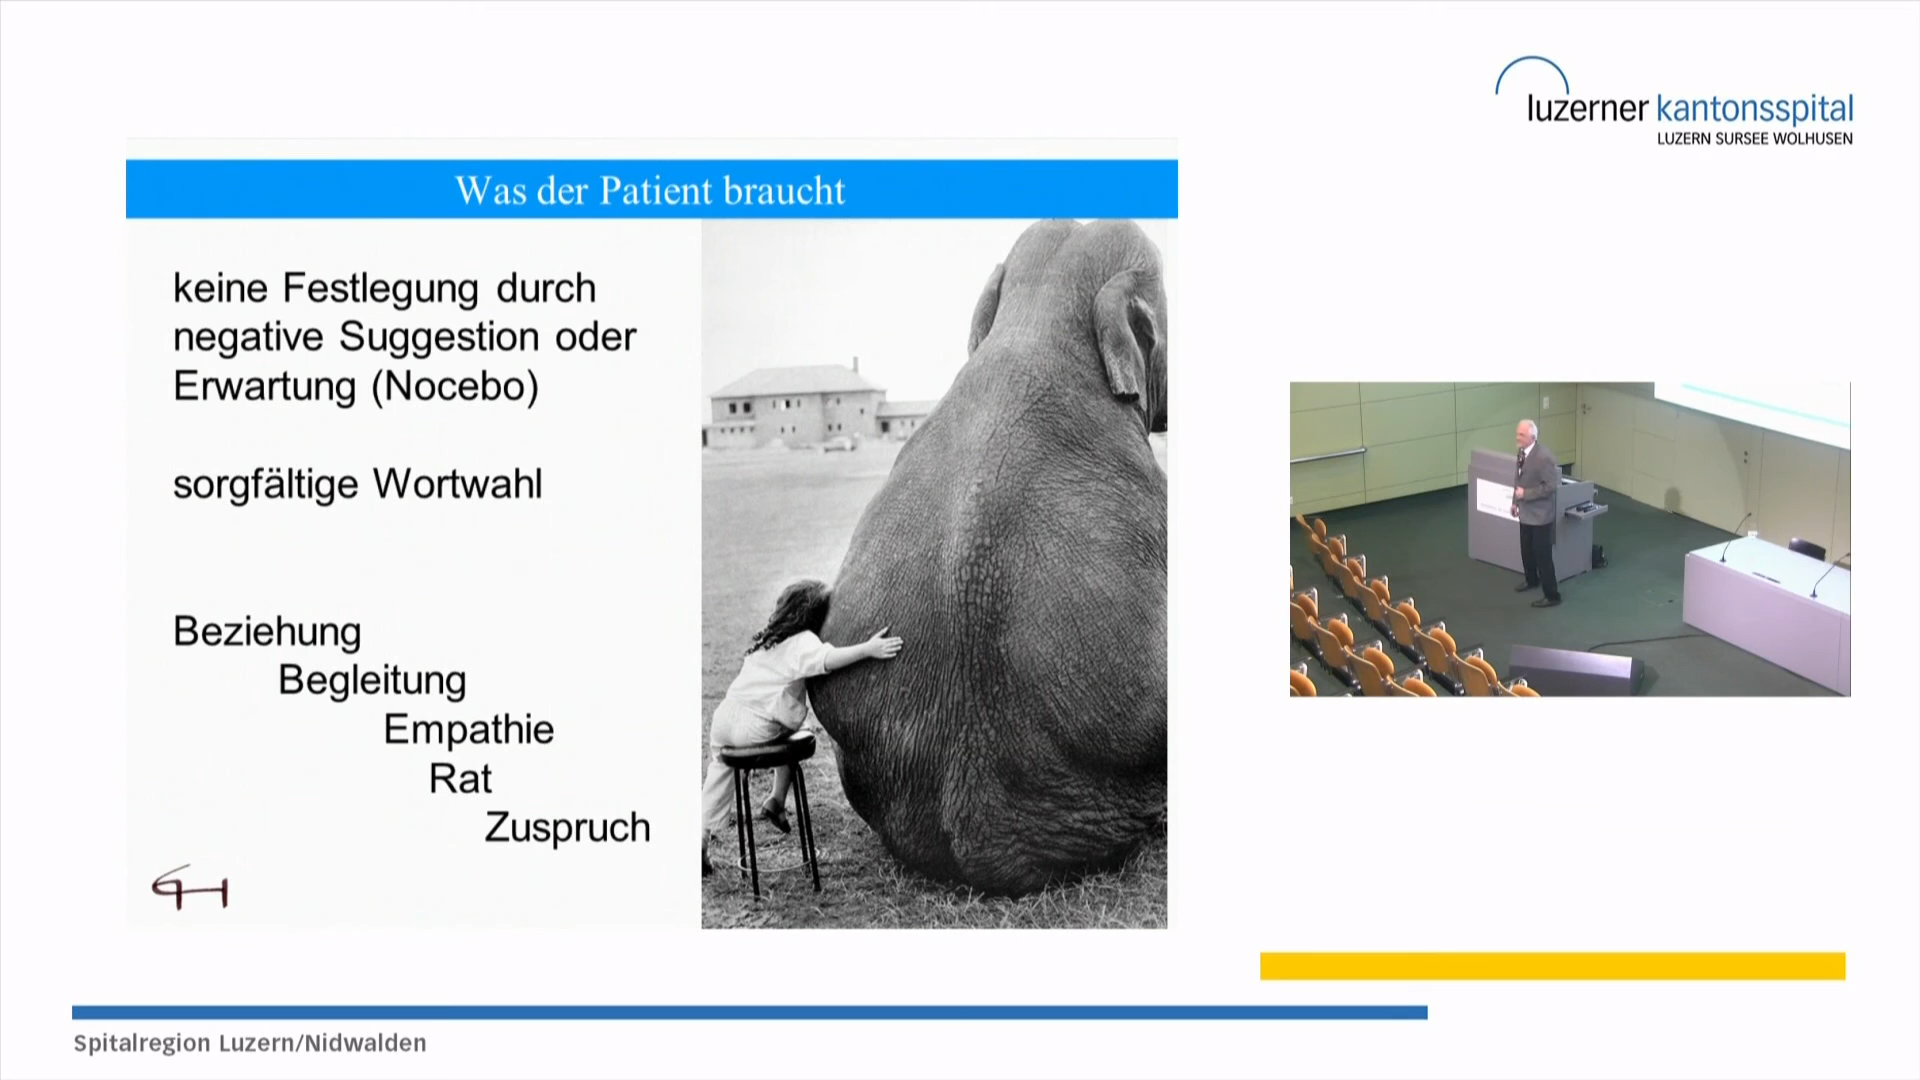 luzerner kantonsspital
LUZERN SURSEE WOLHUSEN
Was der Patient braucht
keine Festlegung durch
negative Suggestion oder
Erwartung (Nocebo)
sorgfältige Wortwahl
Beziehung
Begleitung
Empathie
Rat
Zuspruch
Spitalregion Luzern/Nidwalden